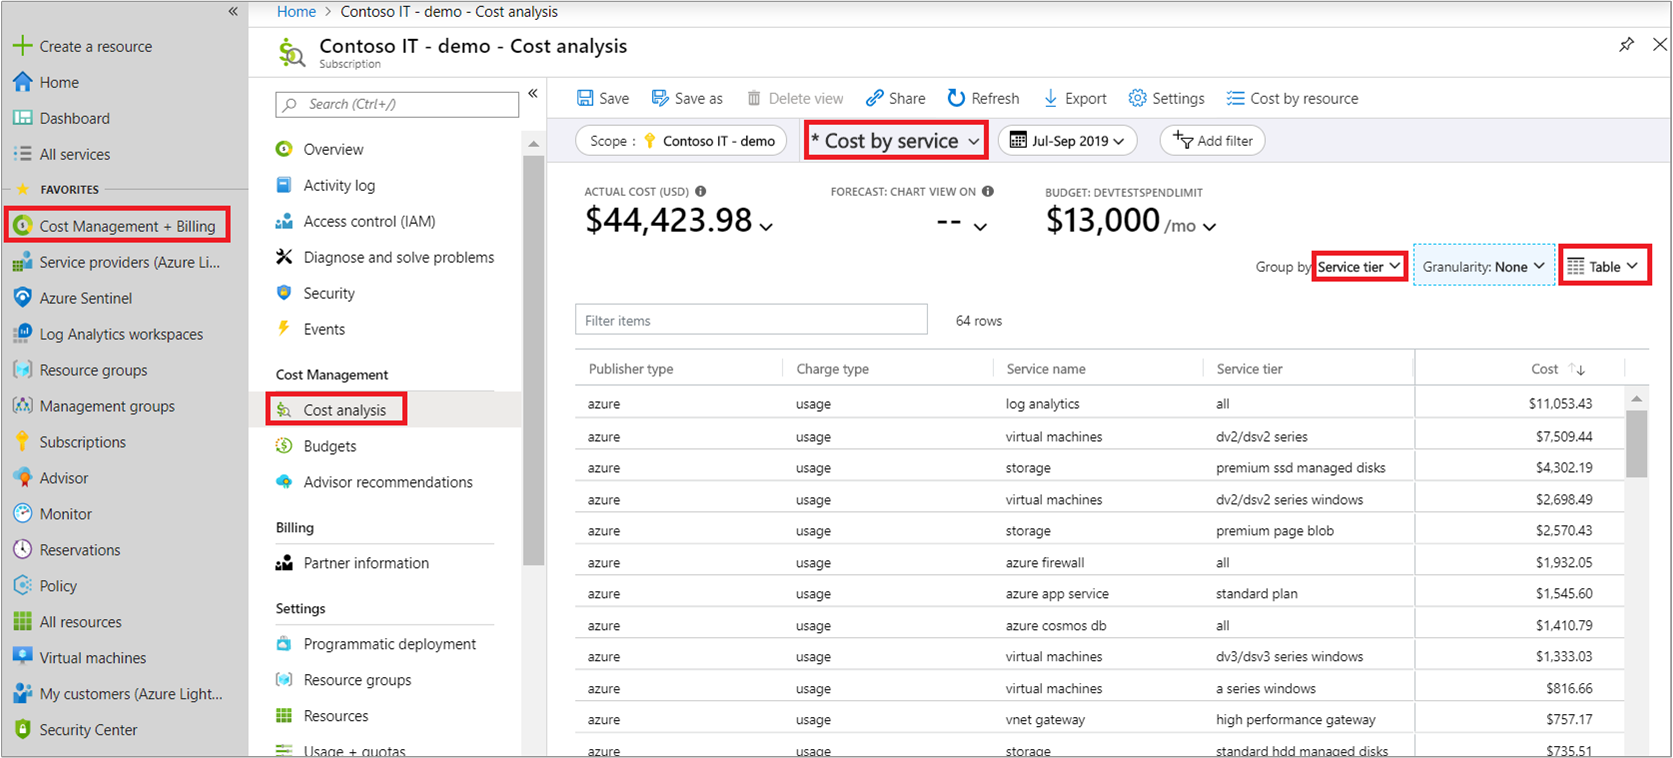 «
Create a resource
Home
Dashboard
All services
FAVORITES
Cost Management + Billing
Service providers (Azure Li...
Azure Sentinel
Log Analytics workspaces
Resource groups
Management groups
Subscriptions
Advisor
Monitor
Reservations
Policy
All resources
Virtual machines
My customers (Azure Light...
Security Center
Home > Contoso IT - demo - Cost analysis
Contoso IT - demo - Cost analysis
Subscription
Search (Ctrl+/)
«
Overview
Activity log
Access control (IAM)
Diagnose and solve problems
Security
Events
Cost Management
Cost analysis
Budgets
Advisor recommendations
Billing
Partner information
Settings
Programmatic deployment
Resource groups
Resources
Usage + quotas
Save Save as Delete view Share Refresh Export Settings Cost by resource
Scope : Contoso IT - demo * Cost by service Jul-Sep 2019 Add filter
ACTUAL COST (USD) FORECAST: CHART VIEW ON BUDGET: DEVTESTSPENDLIMIT
$44,423.98 -- $13,000 /mo
Group by Service tier Granularity: None Table
Filter items 64 rows
Publisher type Charge type Service name Service tier Cost
azure usage log analytics all $11,053.43
azure usage virtual machines dv2/dsv2 series $7,509.44
azure usage storage premium ssd managed disks $4,302.19
azure usage virtual machines dv2/dsv2 series windows $2,698.49
azure usage storage premium page blob $2,570.43
azure usage azure firewall all $1,932.05
azure usage azure app service standard plan $1,545.60
azure usage azure cosmos db all $1,410.79
azure usage virtual machines dv3/dsv3 series windows $1,333.03
azure usage virtual machines a series windows $816.66
azure usage vnet gateway high performance gateway $757.17
azure usage storage standard hdd managed disks $735.51